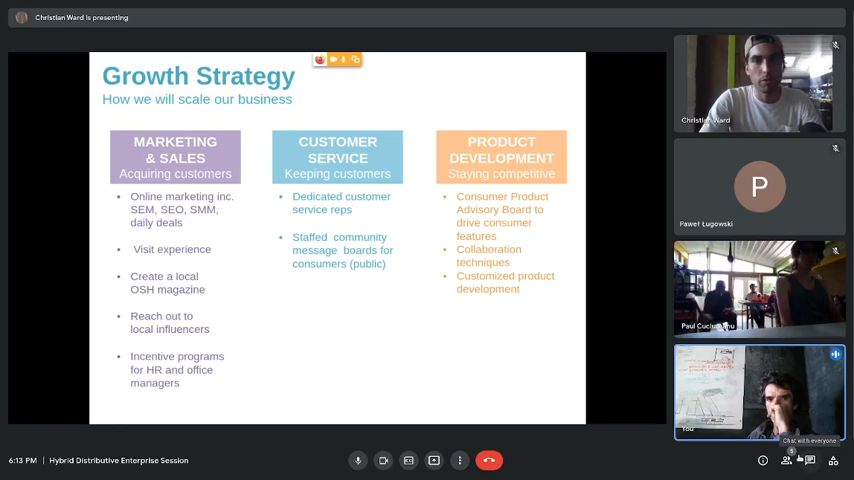 Christian Ward is presenting
Growth Strategy
How we will scale our business
MARKETING
& SALES
Acquiring customers
• Online marketing inc.
SEM, SEO, SMM,
daily deals
• Visit experience
• Create a local
OSH magazine
• Reach out to
local influencers
• Incentive programs
for HR and office
managers
CUSTOMER
SERVICE
Keeping customers
• Dedicated customer
service reps
• Staffed community
message boards for
consumers (public)
PRODUCT
DEVELOPMENT
Staying competitive
• Consumer Product
Advisory Board to
drive consumer
features
• Collaboration
techniques
• Customized product
development
Christian Ward
P
Paweł Ługowski
You
Chat with everyone
5
6:13 PM | Hybrid Distributive Enterprise Session